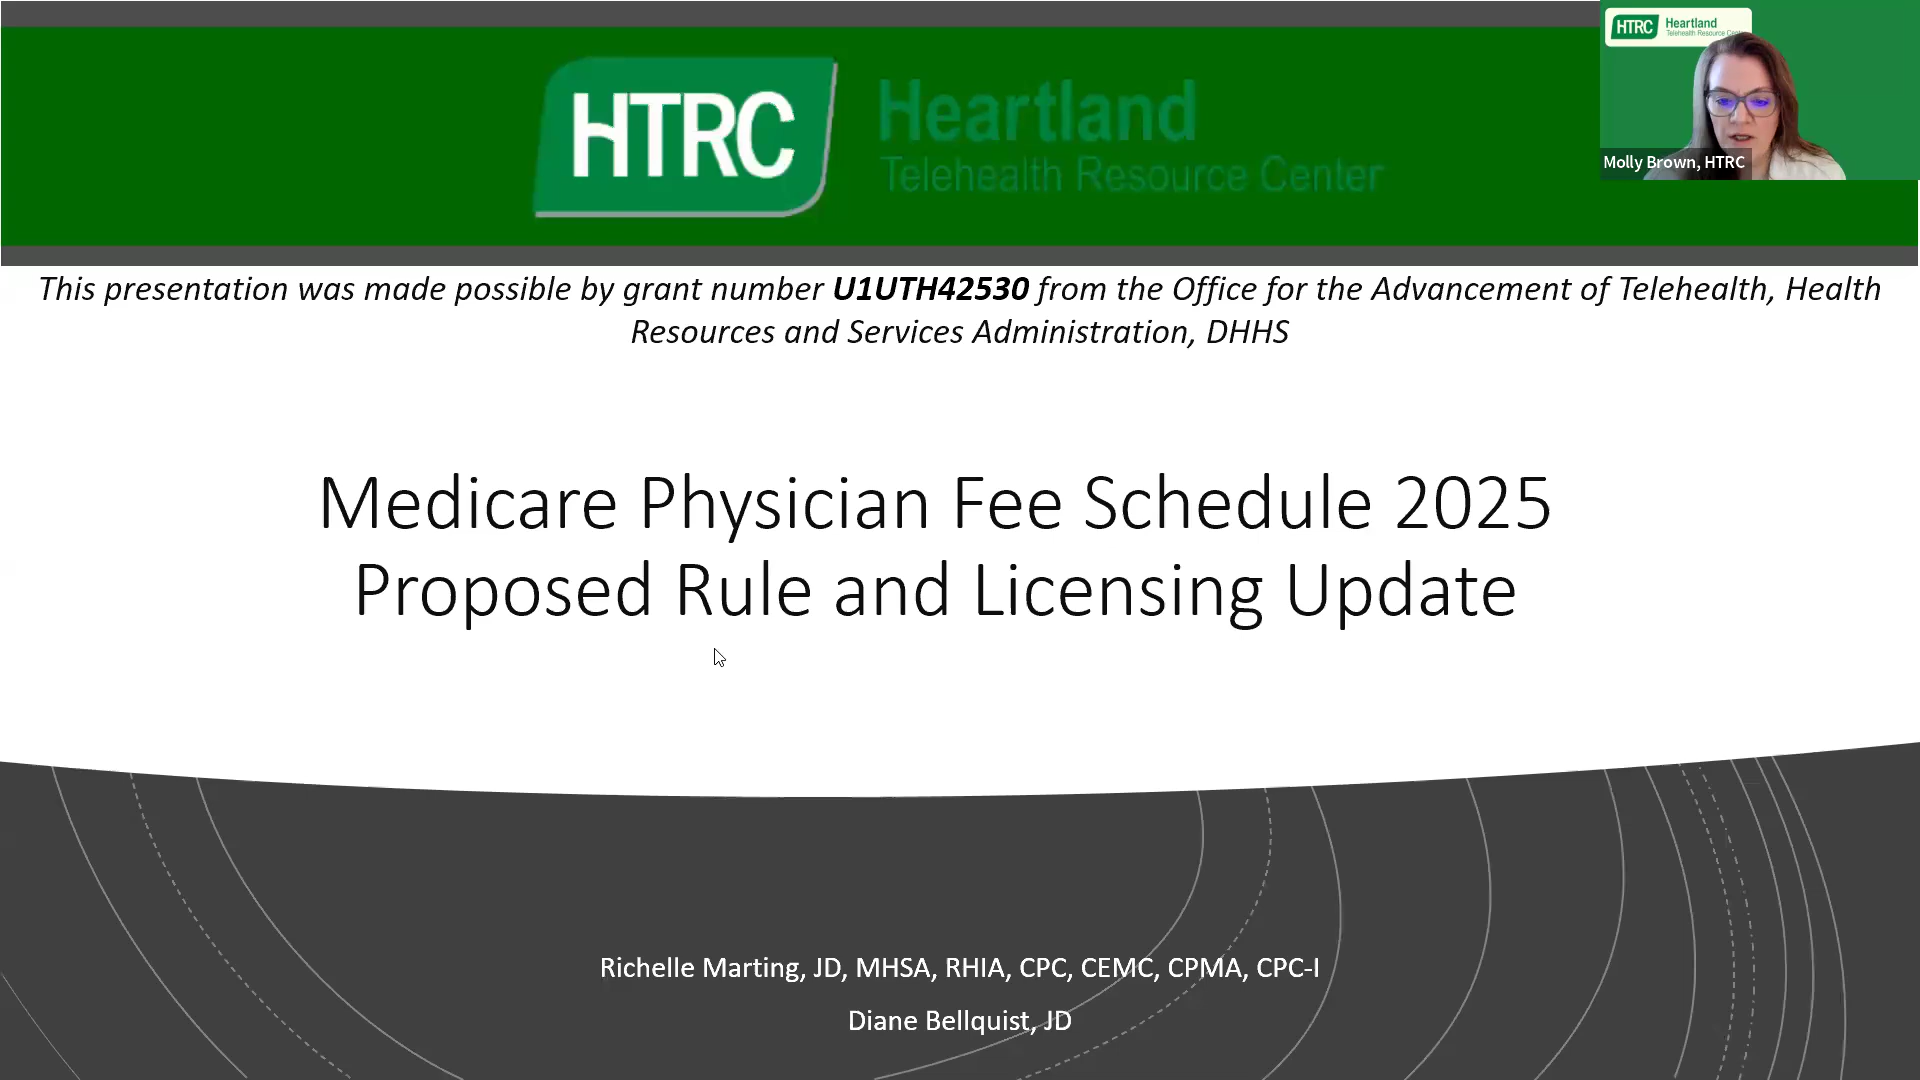 HTRC
Heartland
Telehealth Resource Center
HTRC Heartland
Telehealth Resource
Molly Brown, HTRC
This presentation was made possible by grant number U1UTH42530 from the Office for the Advancement of Telehealth, Health
Resources and Services Administration, DHHS
Medicare Physician Fee Schedule 2025
Proposed Rule and Licensing Update
Richelle Marting, JD, MHSA, RHIA, CPC, CEMC, CPMA, CPC-I
Diane Bellquist, JD